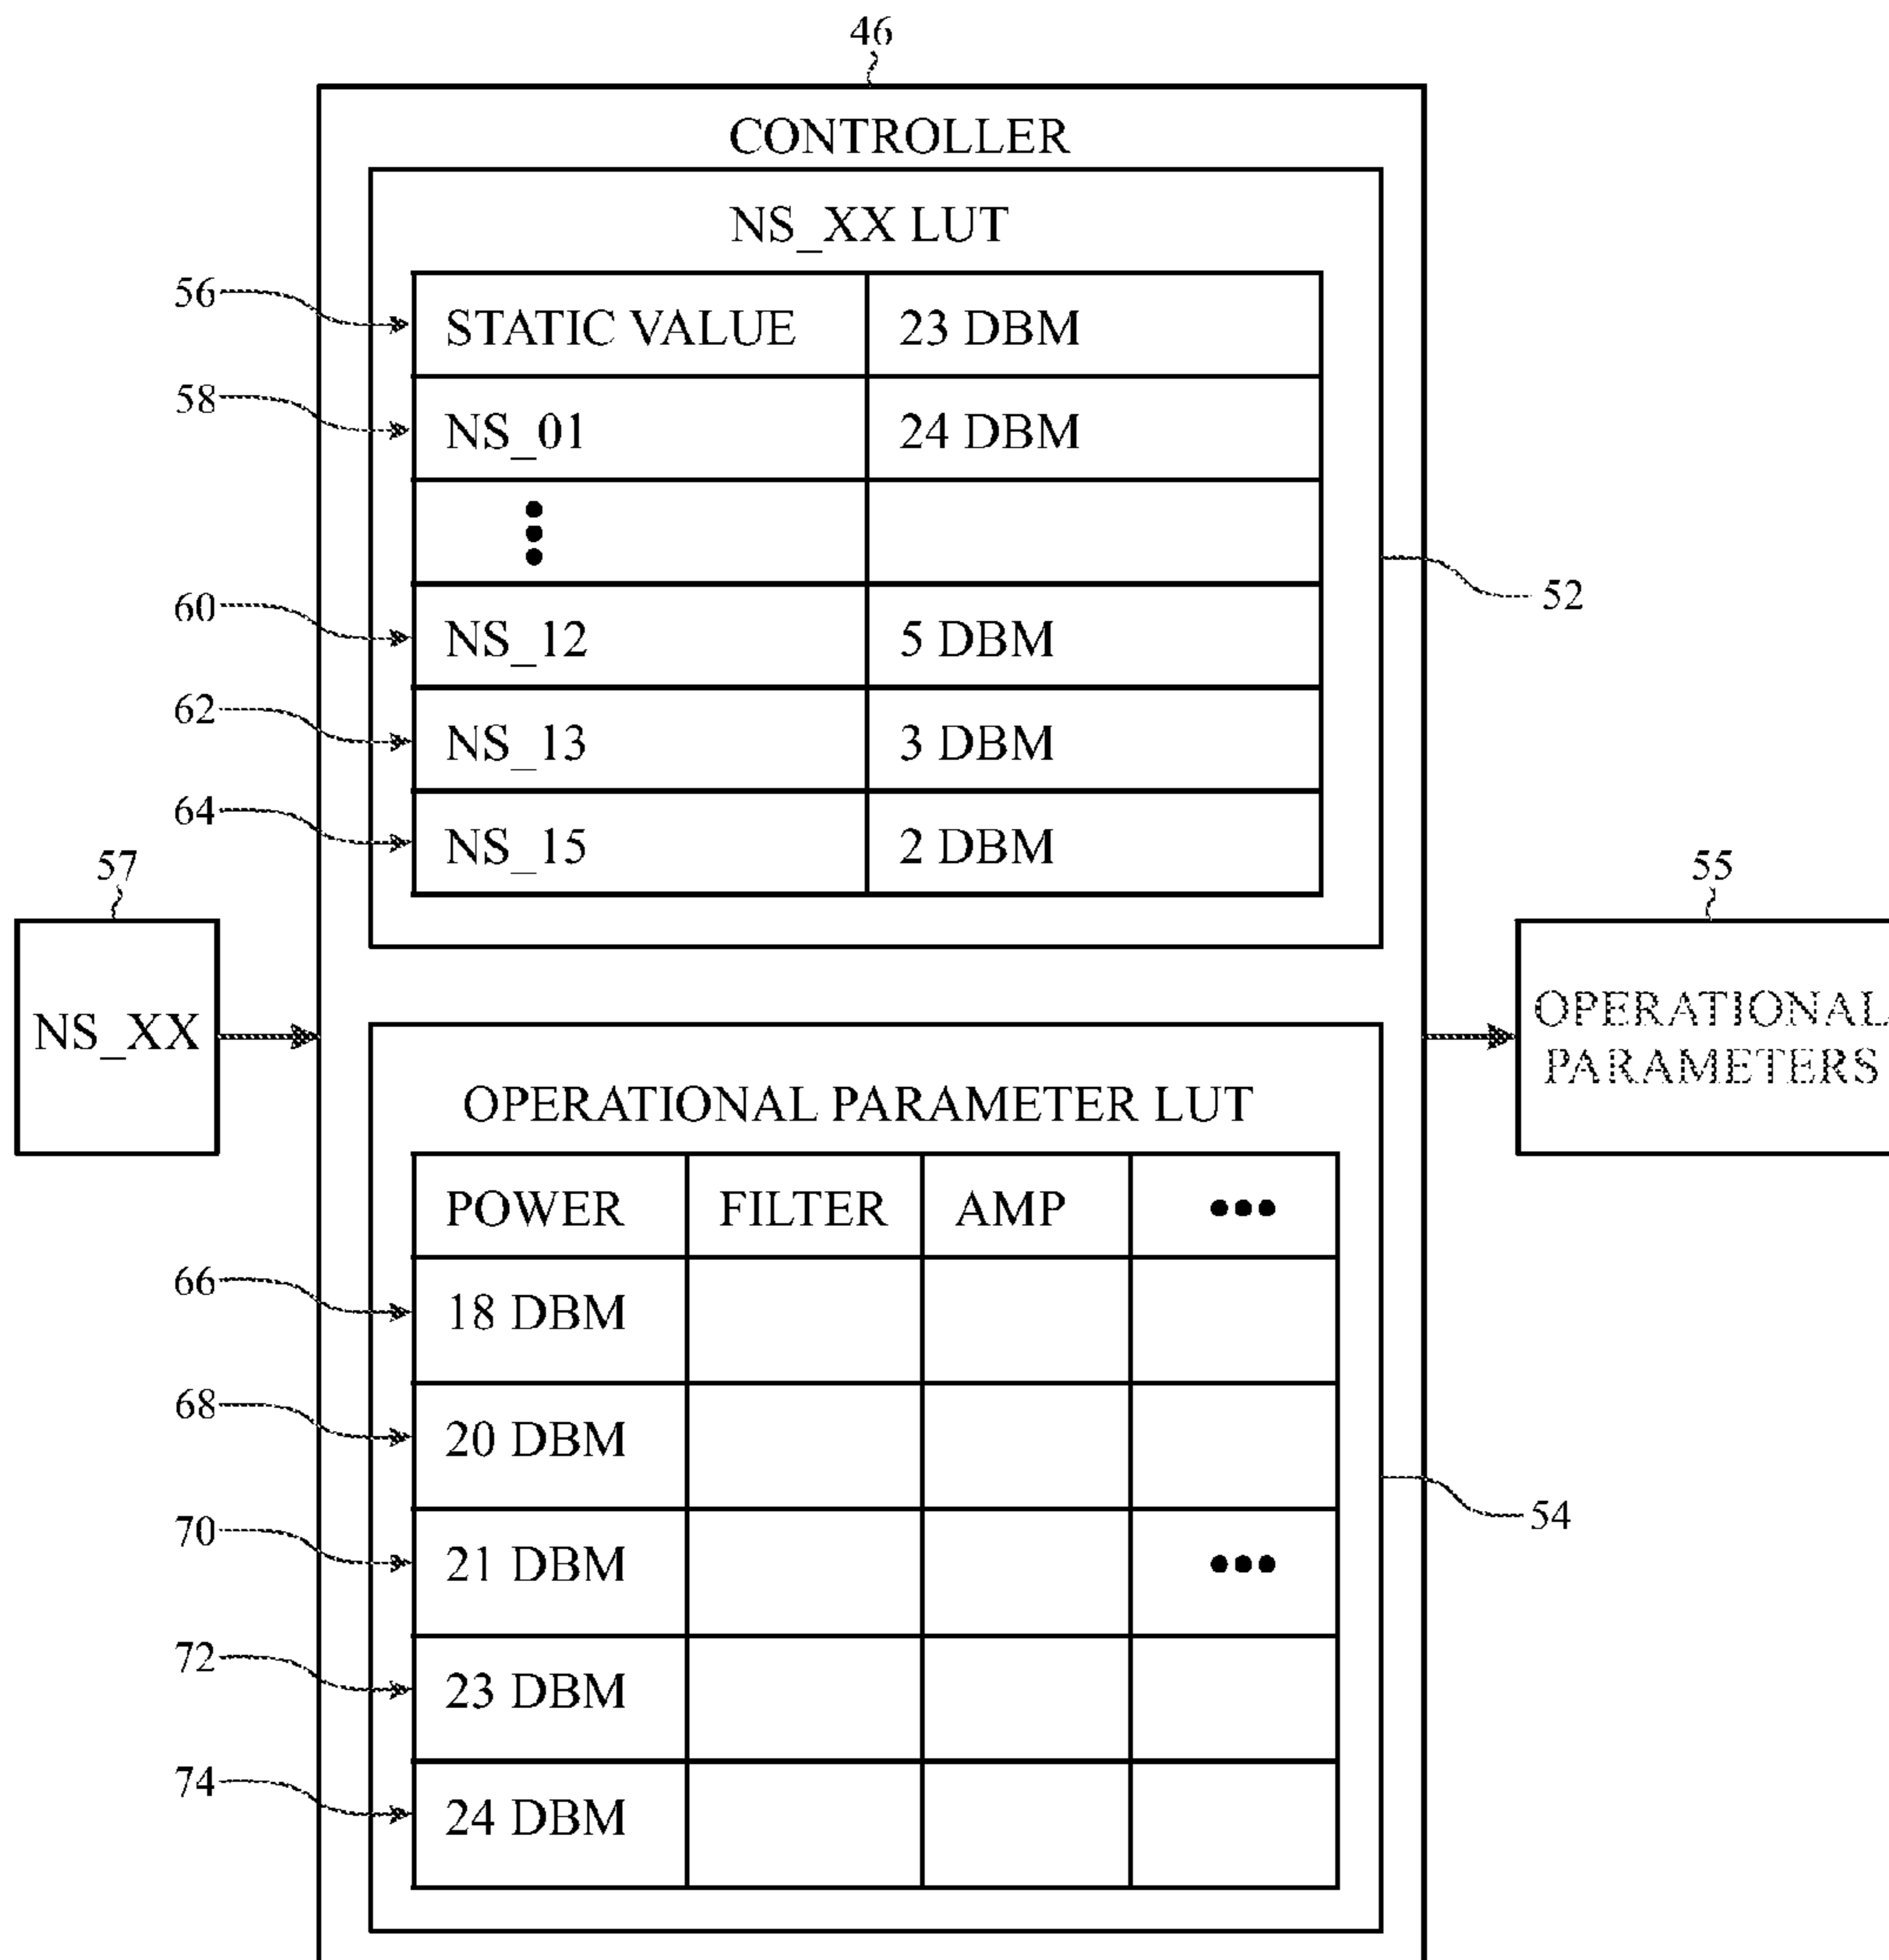 46
CONTROLLER
NS_XX LUT
56
STATIC VALUE 23 DBM
58
NS_01 24 DBM
52
60
NS_12 5 DBM
62
NS_13 3 DBM
64
NS_15 2 DBM
57
NS_XX
55
OPERATIONAL
PARAMETERS
OPERATIONAL PARAMETER LUT
POWER FILTER AMP •••
66
18 DBM
68
20 DBM
54
70
21 DBM •••
72
23 DBM
74
24 DBM